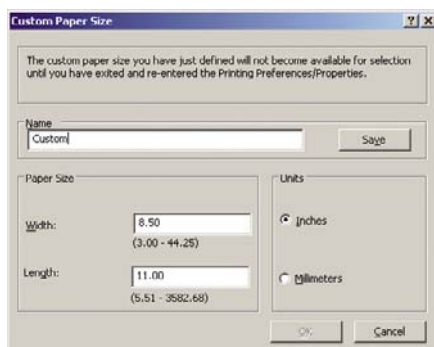 Custom Paper Size
The custom paper size you have just defined will not become available for selection
until you have exited and re-entered the Printing Preferences/Properties.
Name
Custom
Save
Paper Size
Width:
8.50
(3.00 - 44.25)
Length:
11.00
(5.51 - 3582.68)
Units
Inches
Milimeters
OK
Cancel